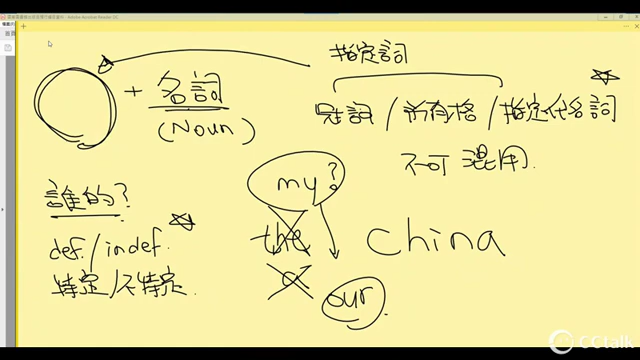 指定詞
+ 名詞
(Noun)
冠詞 / 所有格 / 指定代名詞
不可混用.
誰的?
def. / indef.
特定/不特定.
my?
the
a
our
China
CCtalk